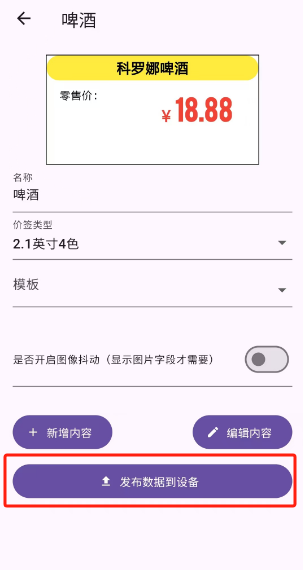 啤酒
科罗娜啤酒
零售价：
¥ 18.88
名称
啤酒
价签类型
2.1英寸4色
模板
是否开启图像抖动（显示图片字段才需要）
+ 新增内容
编辑内容
发布数据到设备